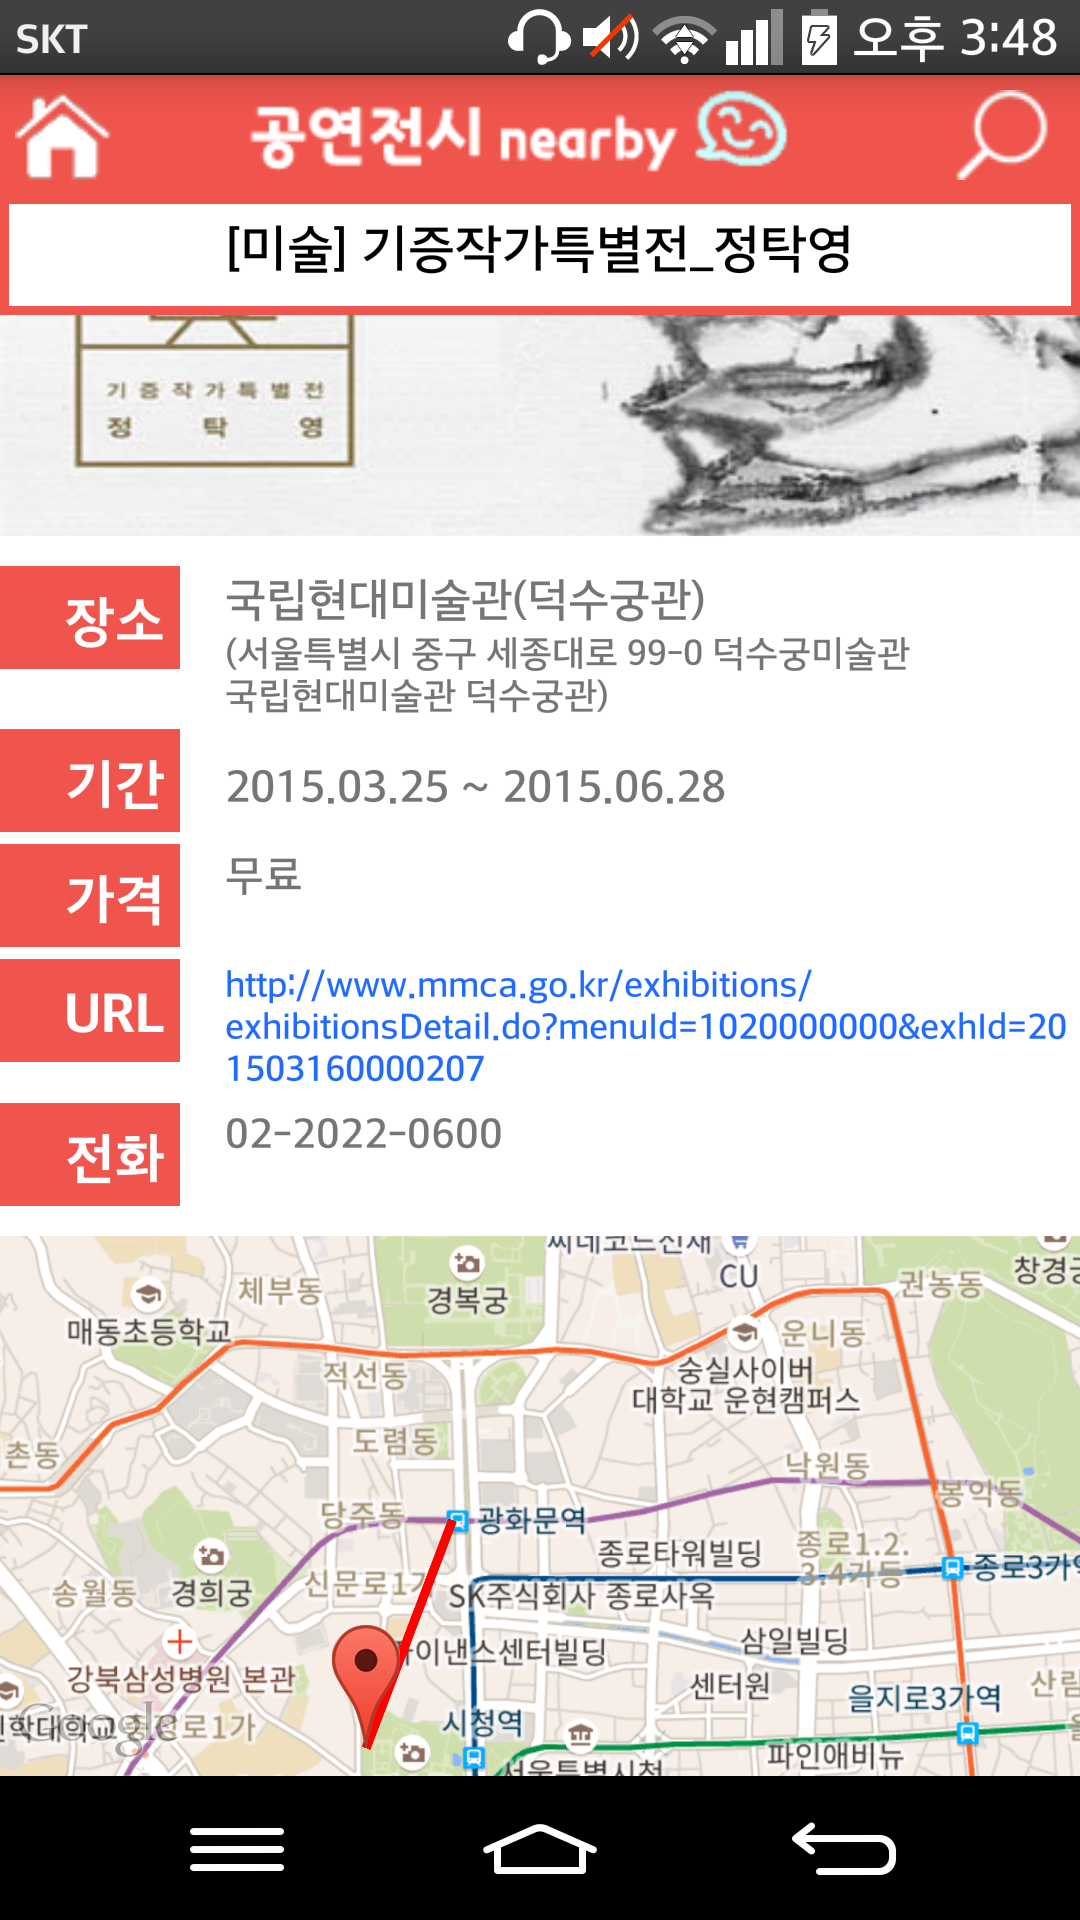 SKT
오후 3:48
공연전시 nearby
[미술] 기증작가특별전_정탁영
기증작가특별전
정탁영
장소
국립현대미술관(덕수궁관)
(서울특별시 중구 세종대로 99-0 덕수궁미술관
국립현대미술관 덕수궁관)
기간
2015.03.25 ~ 2015.06.28
가격
무료
URL
http://www.mmca.go.kr/exhibitions/
exhibitionsDetail.do?menuId=1020000000&exhId=20
1503160000207
전화
02-2022-0600
CU
체부동
경복궁
권농동
매동초등학교
운니동
적선동
숭실사이버
대학교 운현캠퍼스
도렴동
촌동
낙원동
봉익동
당주동
광화문역
종로1.2.
3.4가동
종로타워빌딩
종로3가역
송월동
경희궁
신문로1가
SK주식회사 종로사옥
삼일빌딩
이낸스센터빌딩
강북삼성병원 본관
센터원
을지로3가역
산림
Google
시청역
파인애비뉴
서울특별시청